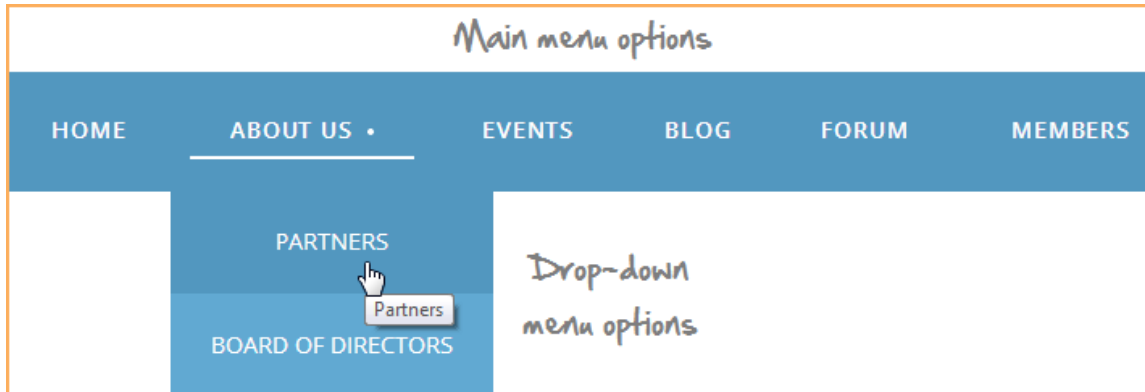 Main menu options
HOME ABOUT US • EVENTS BLOG FORUM MEMBERS
PARTNERS
Partners
BOARD OF DIRECTORS
Drop-down
menu options